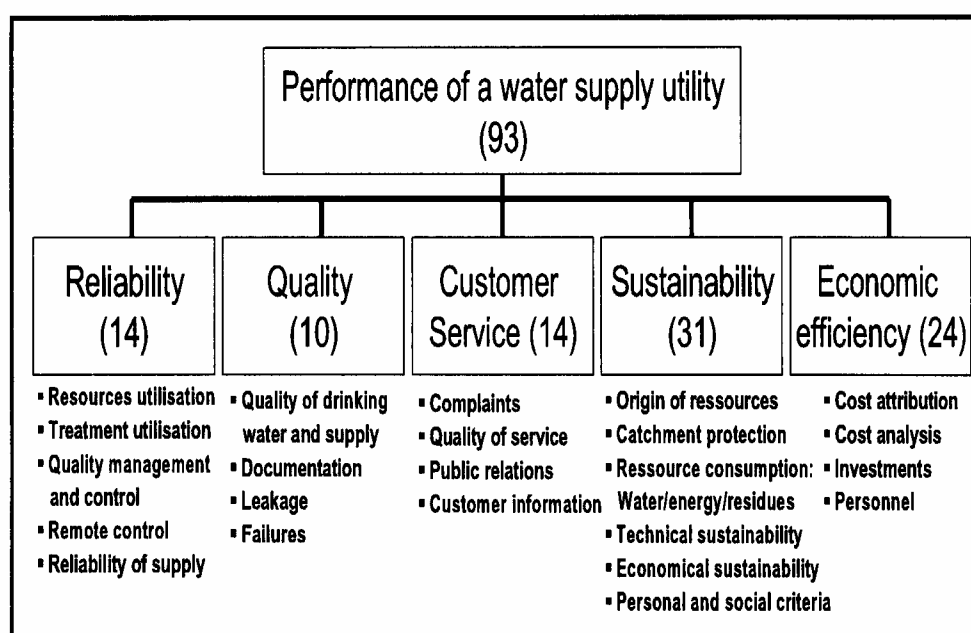 Performance of a water supply utility
(93)
Reliability
(14)
▪ Resources utilisation
▪ Treatment utilisation
▪ Quality management
and control
▪ Remote control
▪ Reliability of supply
Quality
(10)
▪ Quality of drinking
water and supply
▪ Documentation
▪ Leakage
▪ Failures
Customer
Service (14)
▪ Complaints
▪ Quality of service
▪ Public relations
▪ Customer information
Sustainability
(31)
▪ Origin of ressources
▪ Catchment protection
▪ Ressource consumption:
Water/energy/residues
▪ Technical sustainability
▪ Economical sustainability
▪ Personal and social criteria
Economic
efficiency (24)
▪ Cost attribution
▪ Cost analysis
▪ Investments
▪ Personnel